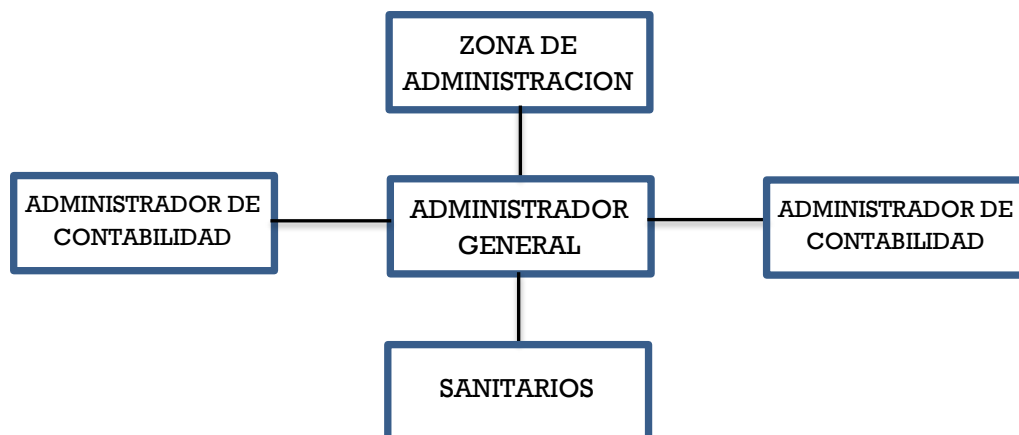 ZONA DE
ADMINISTRACION
ADMINISTRADOR DE
CONTABILIDAD
ADMINISTRADOR
GENERAL
ADMINISTRADOR DE
CONTABILIDAD
SANITARIOS